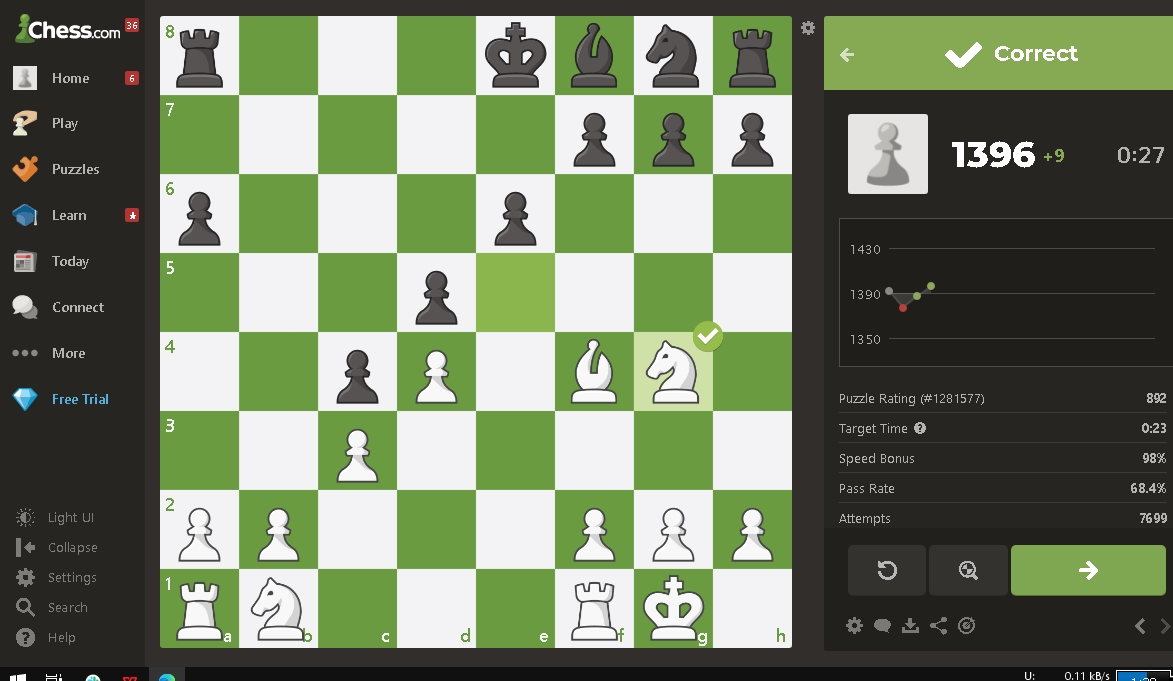 Chess.com 36
Home 6
Play
Puzzles
Learn
Today
Connect
More
Free Trial
Light UI
Collapse
Settings
Search
Help
8
7
6
5
4
3
2
1
a b c d e f g h
Correct
1396 +9 0:27
1430
1390
1350
Puzzle Rating (#1281577) 892
Target Time ? 0:23
Speed Bonus 98%
Pass Rate 68.4%
Attempts 7699
U: 0.11 kB/s